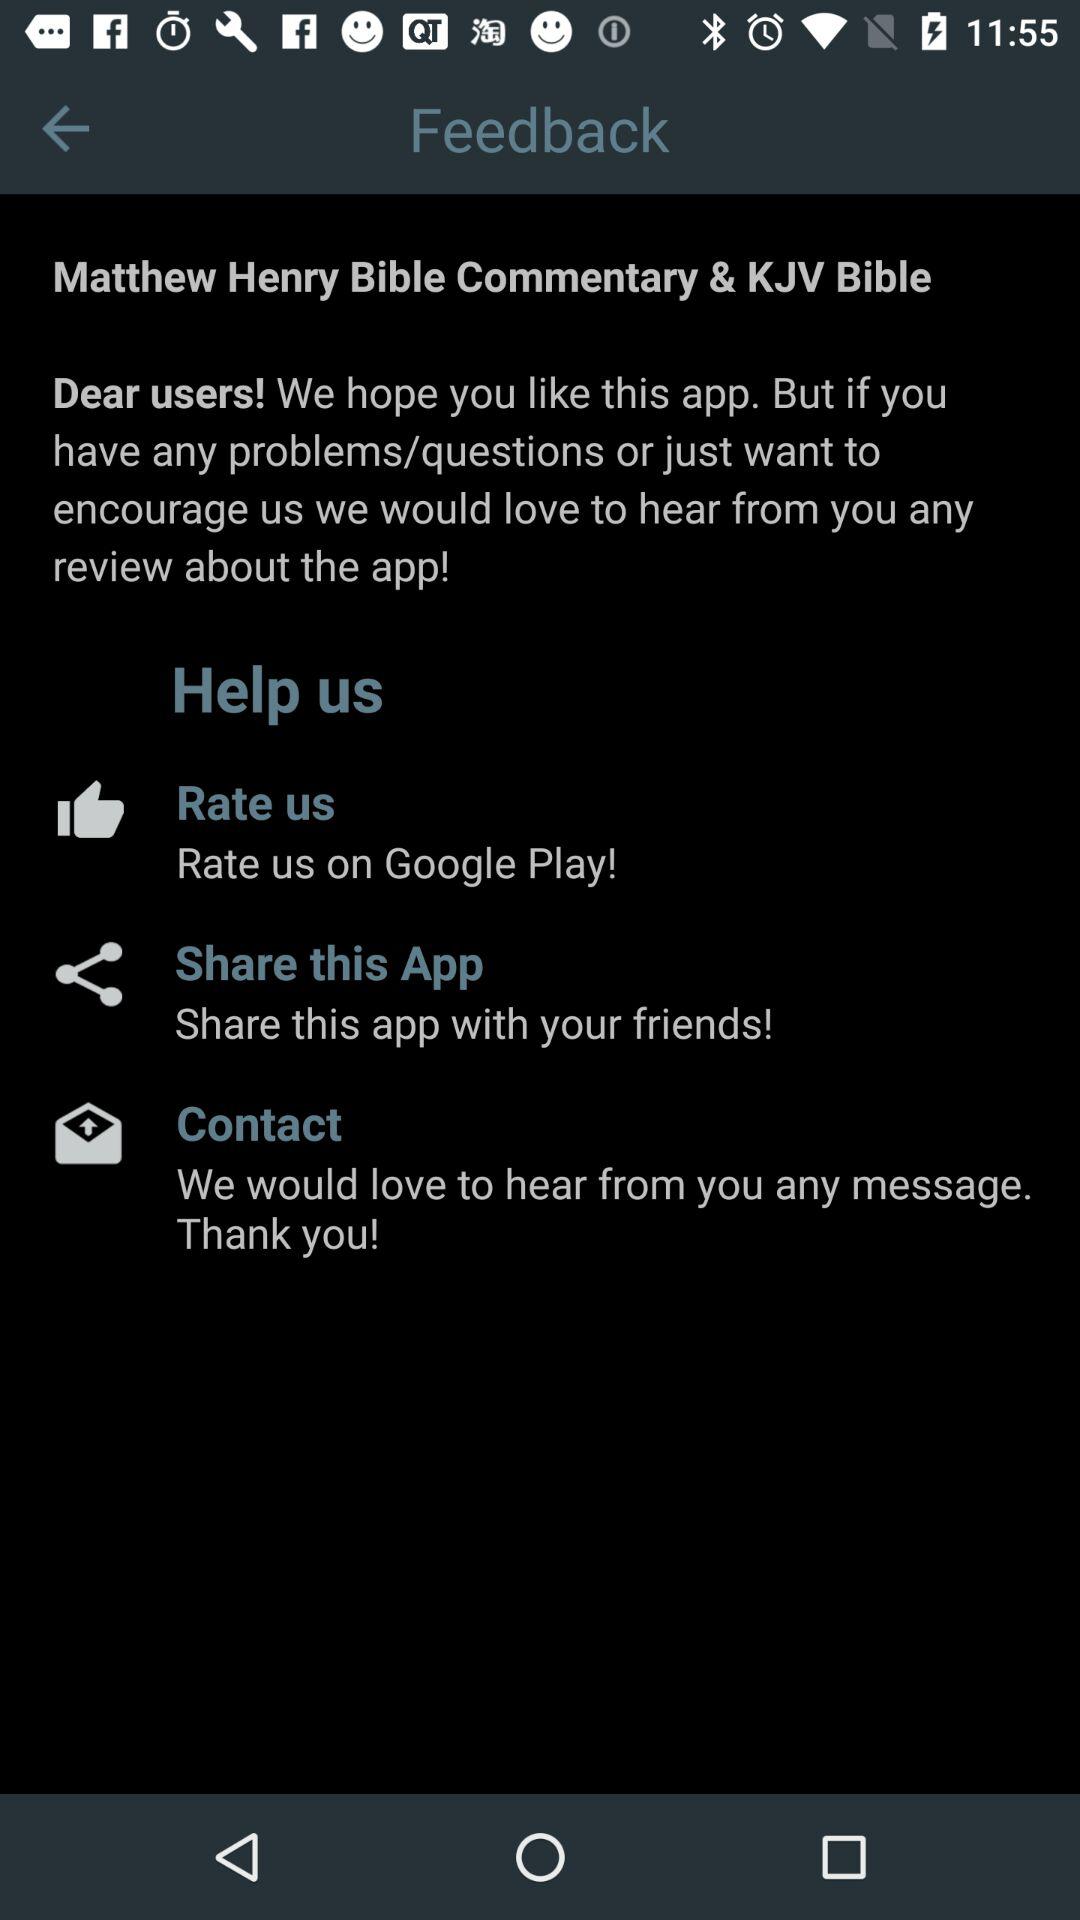 QT 淘 11:55
Feedback
Matthew Henry Bible Commentary & KJV Bible
Dear users! We hope you like this app. But if you
have any problems/questions or just want to
encourage us we would love to hear from you any
review about the app!
Help us
Rate us
Rate us on Google Play!
Share this App
Share this app with your friends!
Contact
We would love to hear from you any message.
Thank you!